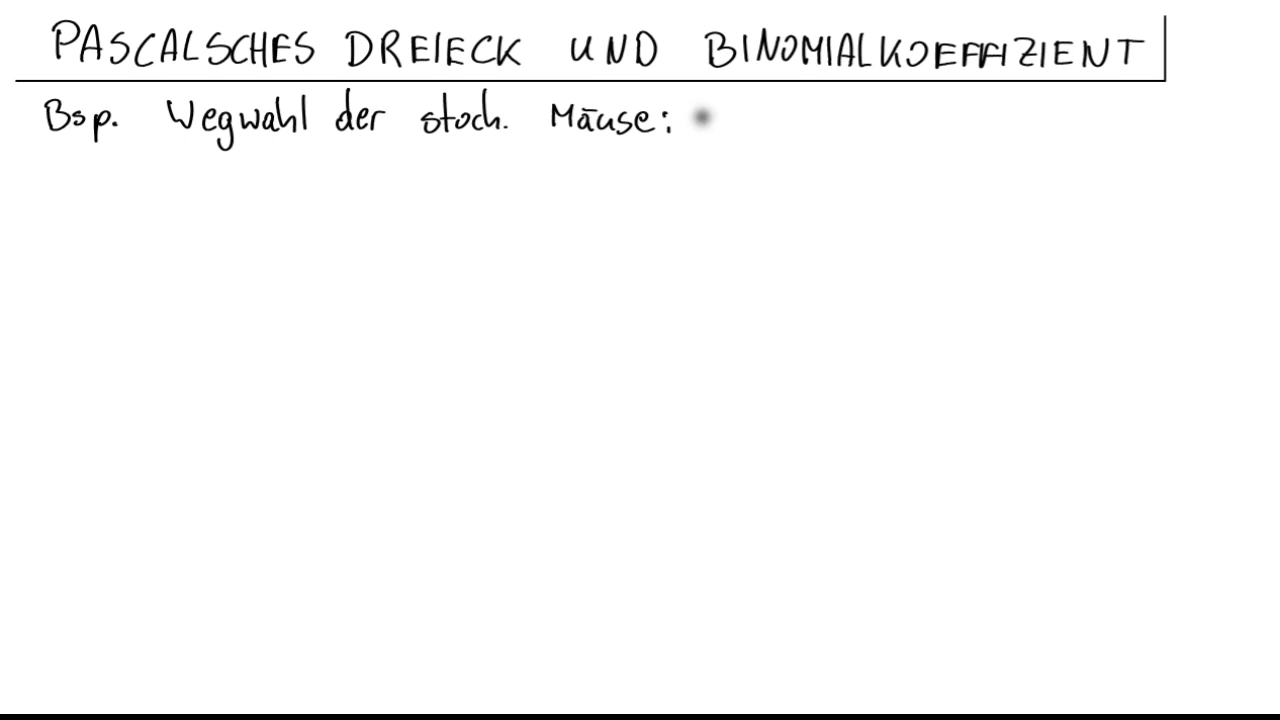 PASCALSCHES DREIECK UND BINOMIALKOEFFIZIENT
Bsp. Wegwahl der stoch. Mäuse: